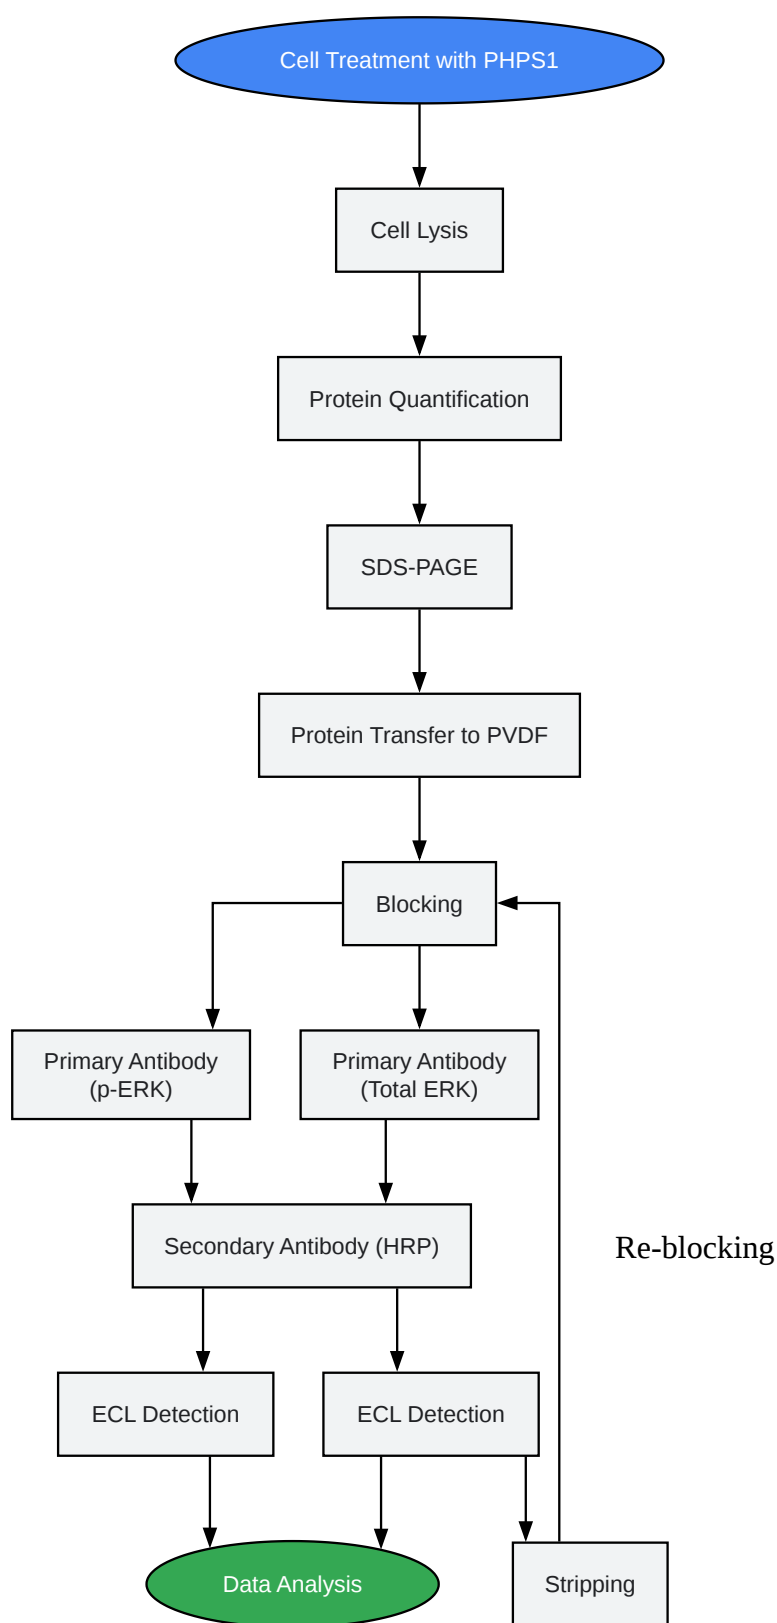 Cell Treatment with PHPS1
Cell Lysis
Protein Quantification
SDS-PAGE
Protein Transfer to PVDF
Blocking
Primary Antibody
(p-ERK)
Primary Antibody
(Total ERK)
Secondary Antibody (HRP)
Re-blocking
ECL Detection
ECL Detection
Data Analysis
Stripping